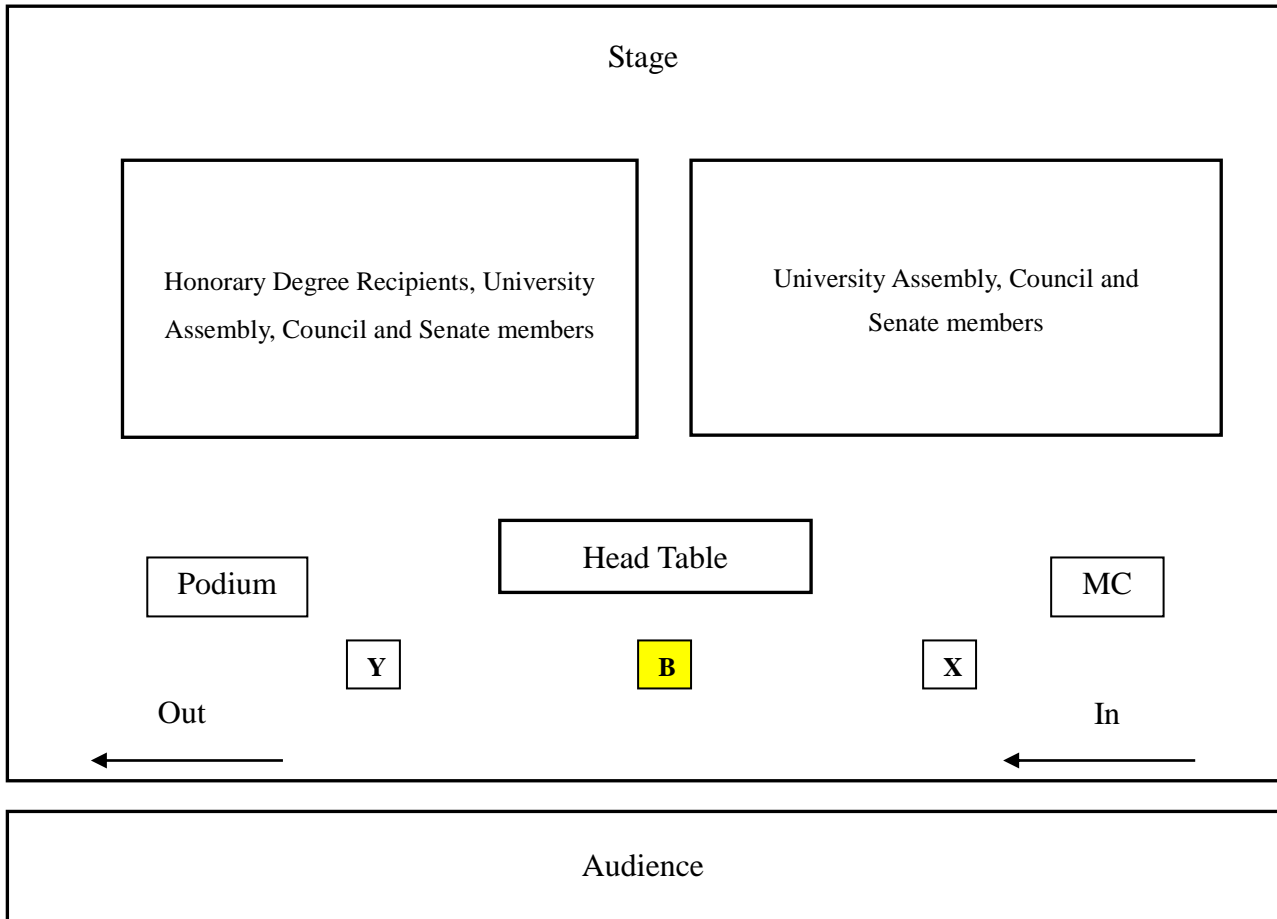 Stage
Honorary Degree Recipients, University
Assembly, Council and Senate members
University Assembly, Council and
Senate members
Head Table
Podium
MC
Y
B
X
Out
In
Audience